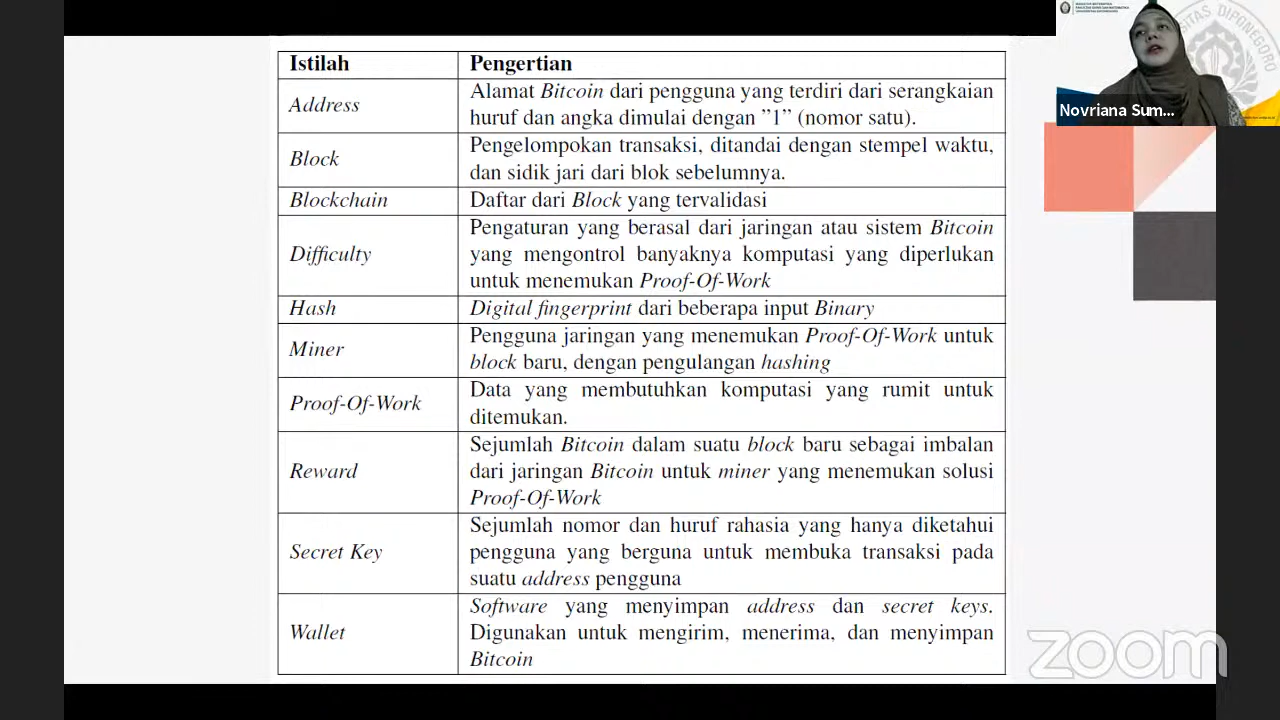 Istilah
Pengertian
Address
Alamat Bitcoin dari pengguna yang terdiri dari serangkaian
huruf dan angka dimulai dengan ”1” (nomor satu).
Block
Pengelompokan transaksi, ditandai dengan stempel waktu,
dan sidik jari dari blok sebelumnya.
Blockchain
Daftar dari Block yang tervalidasi
Difficulty
Pengaturan yang berasal dari jaringan atau sistem Bitcoin
yang mengontrol banyaknya komputasi yang diperlukan
untuk menemukan Proof-Of-Work
Hash
Digital fingerprint dari beberapa input Binary
Miner
Pengguna jaringan yang menemukan Proof-Of-Work untuk
block baru, dengan pengulangan hashing
Proof-Of-Work
Data yang membutuhkan komputasi yang rumit untuk
ditemukan.
Reward
Sejumlah Bitcoin dalam suatu block baru sebagai imbalan
dari jaringan Bitcoin untuk miner yang menemukan solusi
Proof-Of-Work
Secret Key
Sejumlah nomor dan huruf rahasia yang hanya diketahui
pengguna yang berguna untuk membuka transaksi pada
suatu address pengguna
Wallet
Software yang menyimpan address dan secret keys.
Digunakan untuk mengirim, menerima, dan menyimpan
Bitcoin
Novriana Sum...
DIPONEGORO
zoom